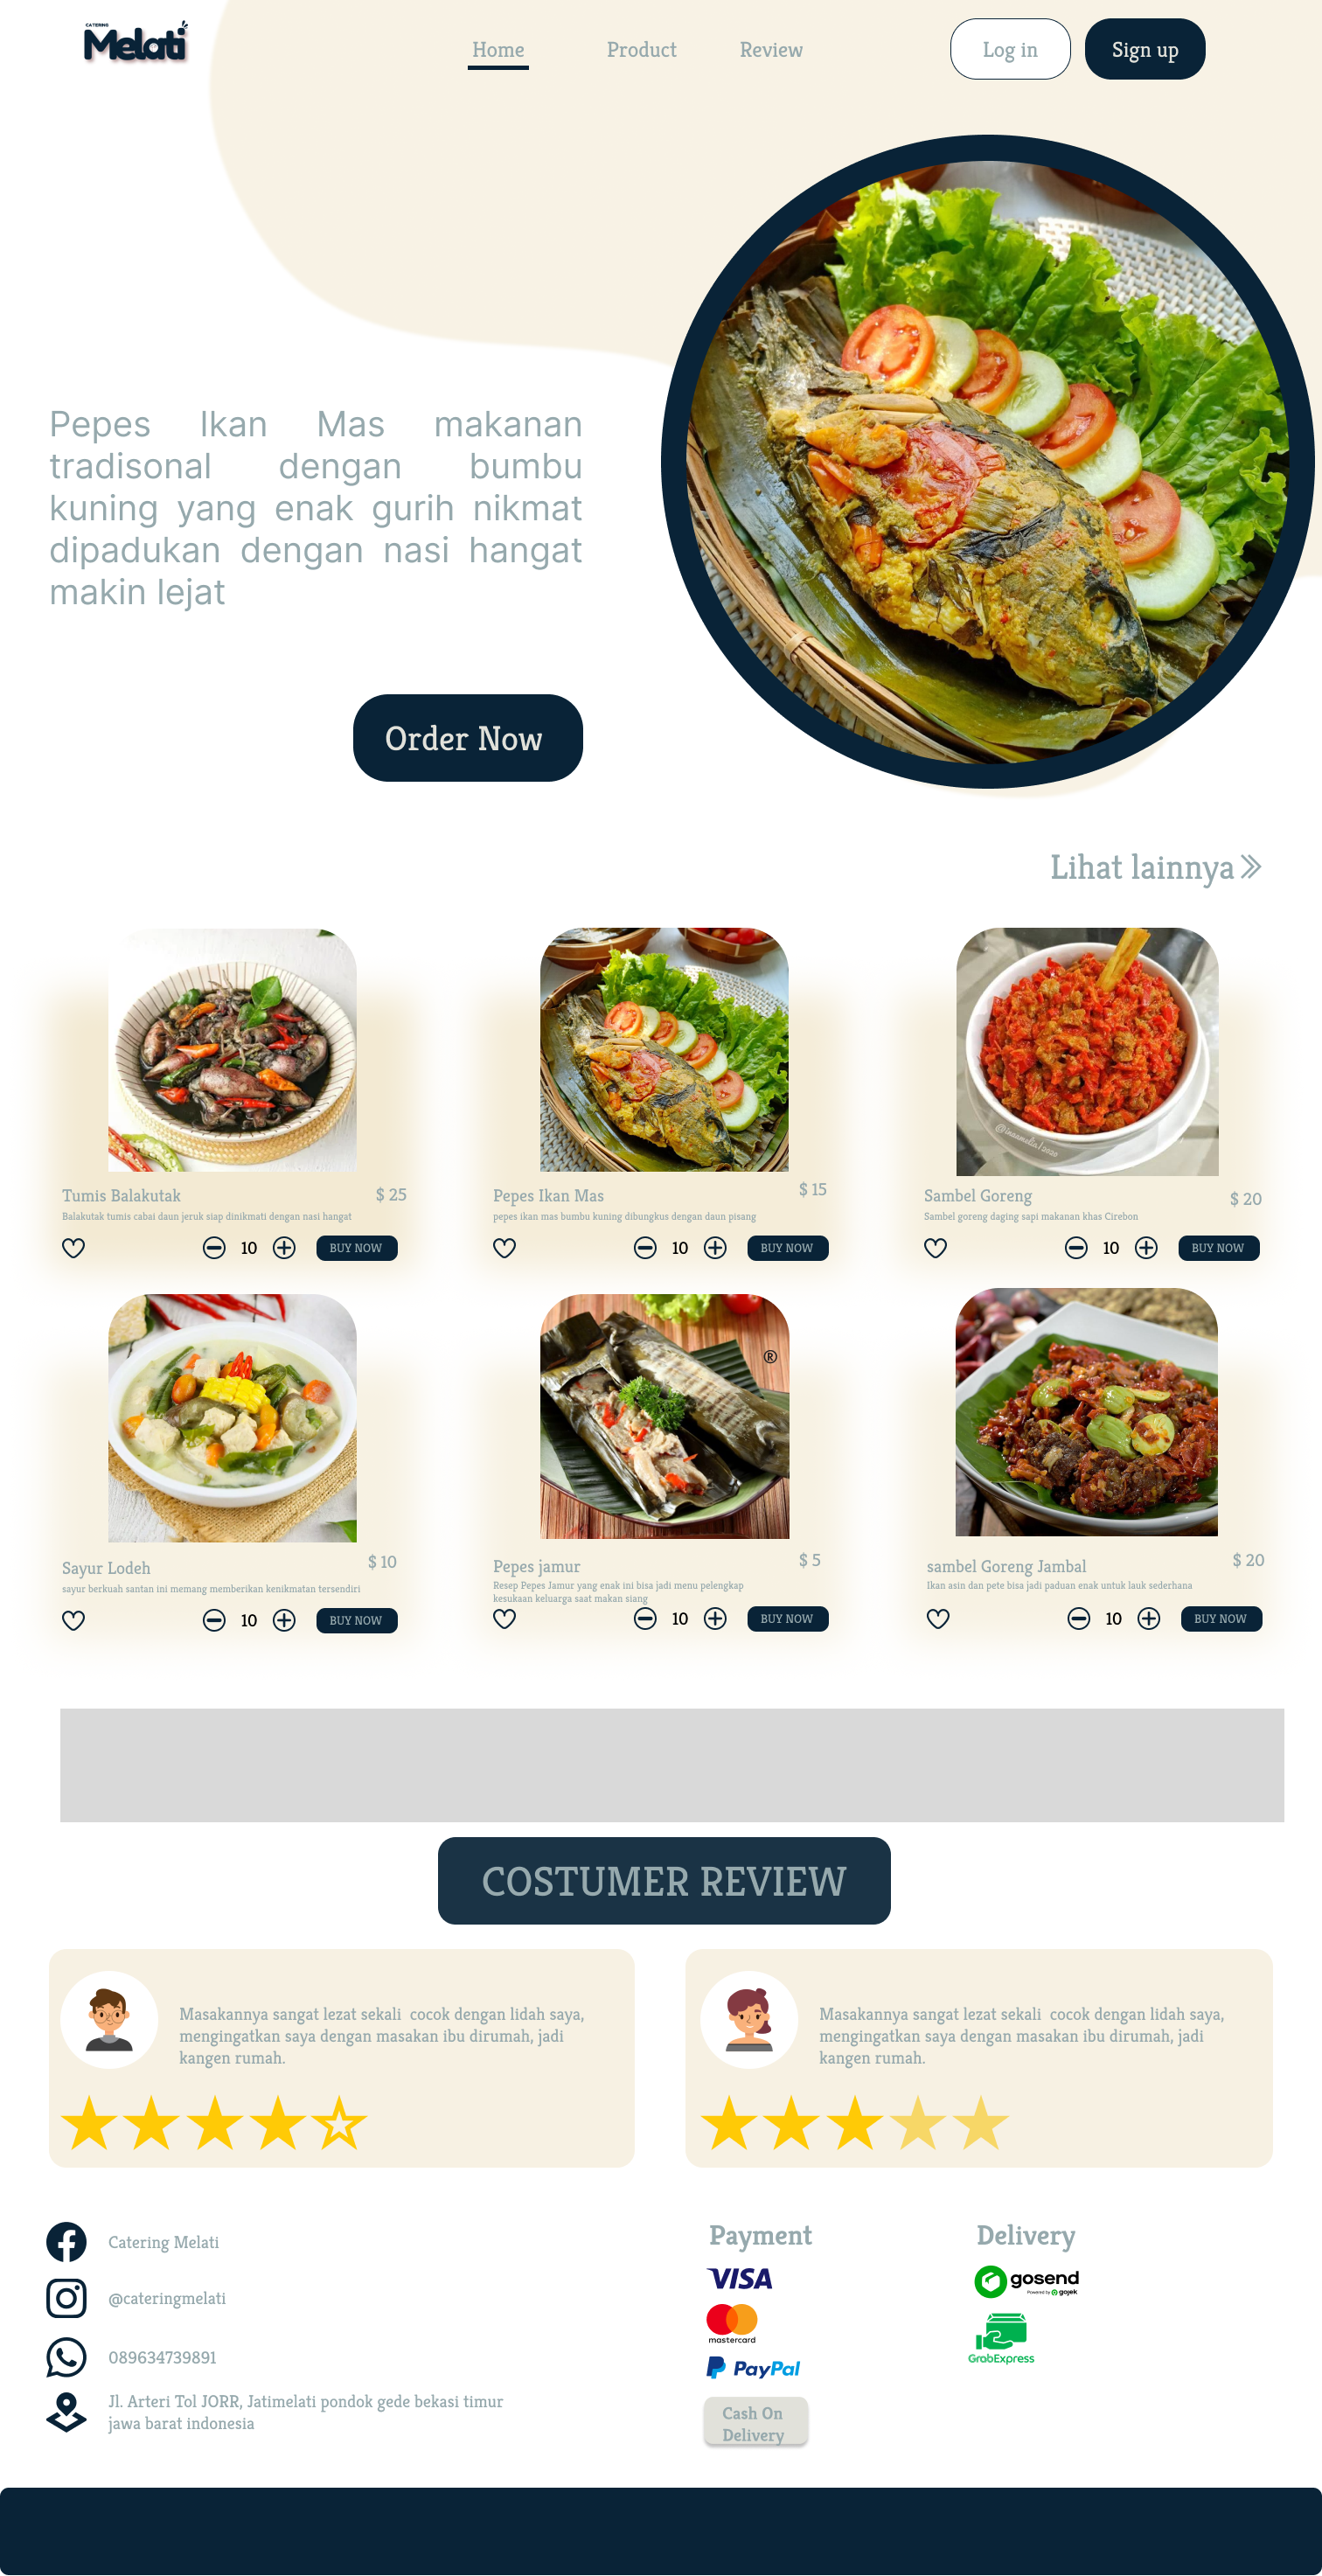 CATERING
Melati
Home
Product
Review
Log in
Sign up
Pepes Ikan Mas makanan
tradisonal dengan bumbu
kuning yang enak gurih nikmat
dipadukan dengan nasi hangat
makin lejat
Order Now
Lihat lainnya
@inaamelia/2020
Tumis Balakutak
$ 25
Balakutak tumis cabai daun jeruk siap dinikmati dengan nasi hangat
10
BUY NOW
Pepes Ikan Mas
$ 15
pepes ikan mas bumbu kuning dibungkus dengan daun pisang
10
BUY NOW
Sambel Goreng
$ 20
Sambel goreng daging sapi makanan khas Cirebon
10
BUY NOW
®
Sayur Lodeh
$ 10
sayur berkuah santan ini memang memberikan kenikmatan tersendiri
10
BUY NOW
Pepes jamur
$ 5
Resep Pepes Jamur yang enak ini bisa jadi menu pelengkap
kesukaan keluarga saat makan siang
10
BUY NOW
sambel Goreng Jambal
$ 20
Ikan asin dan pete bisa jadi paduan enak untuk lauk sederhana
10
BUY NOW
COSTUMER REVIEW
Masakannya sangat lezat sekali  cocok dengan lidah saya,
mengingatkan saya dengan masakan ibu dirumah, jadi
kangen rumah.
Masakannya sangat lezat sekali  cocok dengan lidah saya,
mengingatkan saya dengan masakan ibu dirumah, jadi
kangen rumah.
Catering Melati
@cateringmelati
089634739891
Jl. Arteri Tol JORR, Jatimelati pondok gede bekasi timur
jawa barat indonesia
Payment
VISA
mastercard
PayPal
Cash On
Delivery
Delivery
gosend
Powered by gojek
GrabExpress